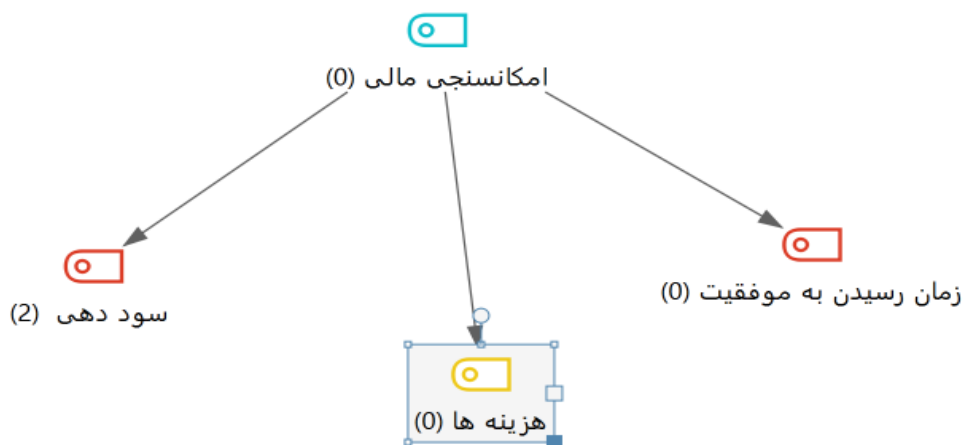 امکانسنجی مالی (0)
زمان رسیدن به موفقیت (0)
سود دهی (2)
هزینه ها (0)